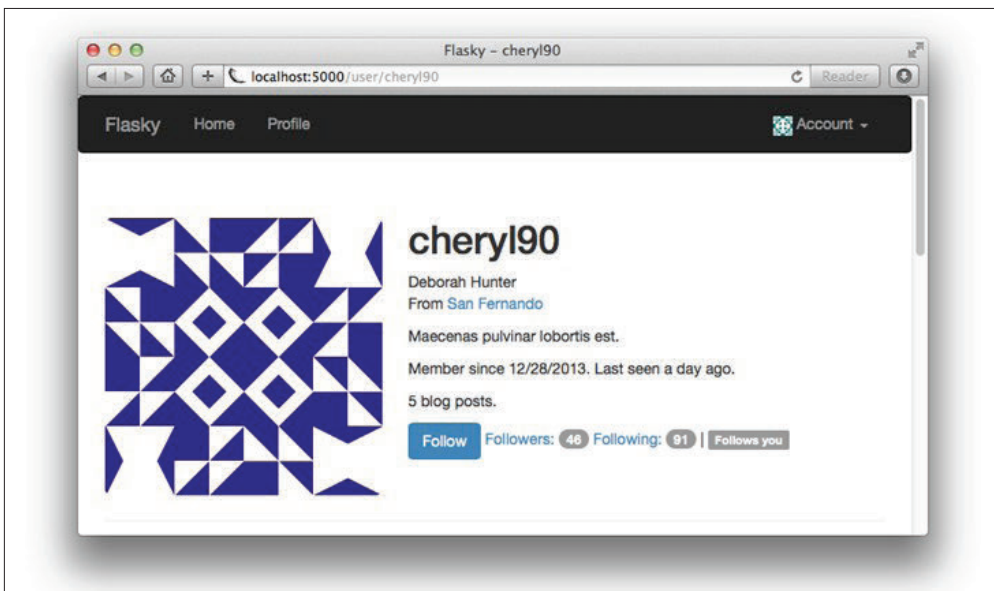 Flasky – cheryl90
localhost:5000/user/cheryl90
Reader
Flasky Home Profile Account
cheryl90
Deborah Hunter
From San Fernando
Maecenas pulvinar lobortis est.
Member since 12/28/2013. Last seen a day ago.
5 blog posts.
Follow Followers: 46 Following: 91 | Follows you